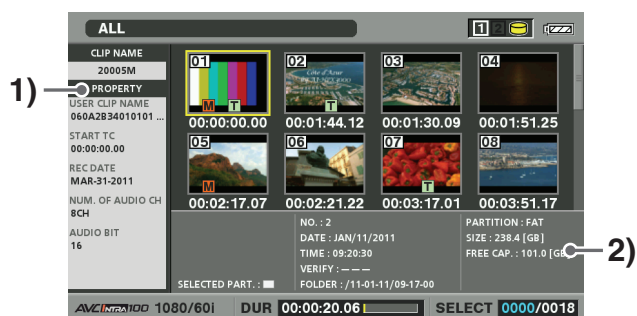 ALL
1 2
CLIP NAME
20005M
1)
PROPERTY
USER CLIP NAME
060A2B34010101 ...
START TC
00:00:00.00
REC DATE
MAR-31-2011
NUM. OF AUDIO CH
8CH
AUDIO BIT
16
01 02 03 04
Côte d'Azur
M T T
00:00:00.00 00:01:44.12 00:01:30.09 00:01:51.25
05 06 07 08
M T
00:02:17.07 00:02:21.22 00:03:17.01 00:03:51.17
SELECTED PART. :
NO. : 2
DATE : JAN/11/2011
TIME : 09:20:30
VERIFY : – – –
FOLDER : /11-01-11/09-17-00
PARTITION : FAT
SIZE : 238.4 [GB]
FREE CAP. : 101.0 [GB]
2)
AVC INTRA 100 1080/60i DUR 00:00:20.06 SELECT 0000/0018